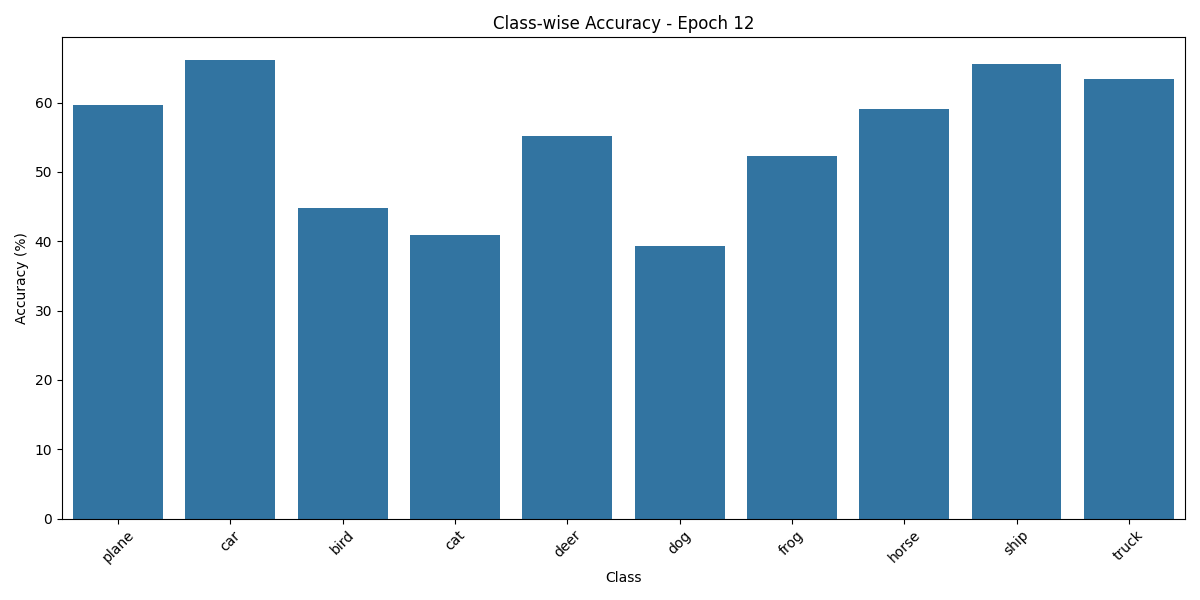 Class-wise Accuracy - Epoch 12
Accuracy (%)
60
50
40
30
20
10
0
plane car bird cat deer dog frog horse ship truck
Class